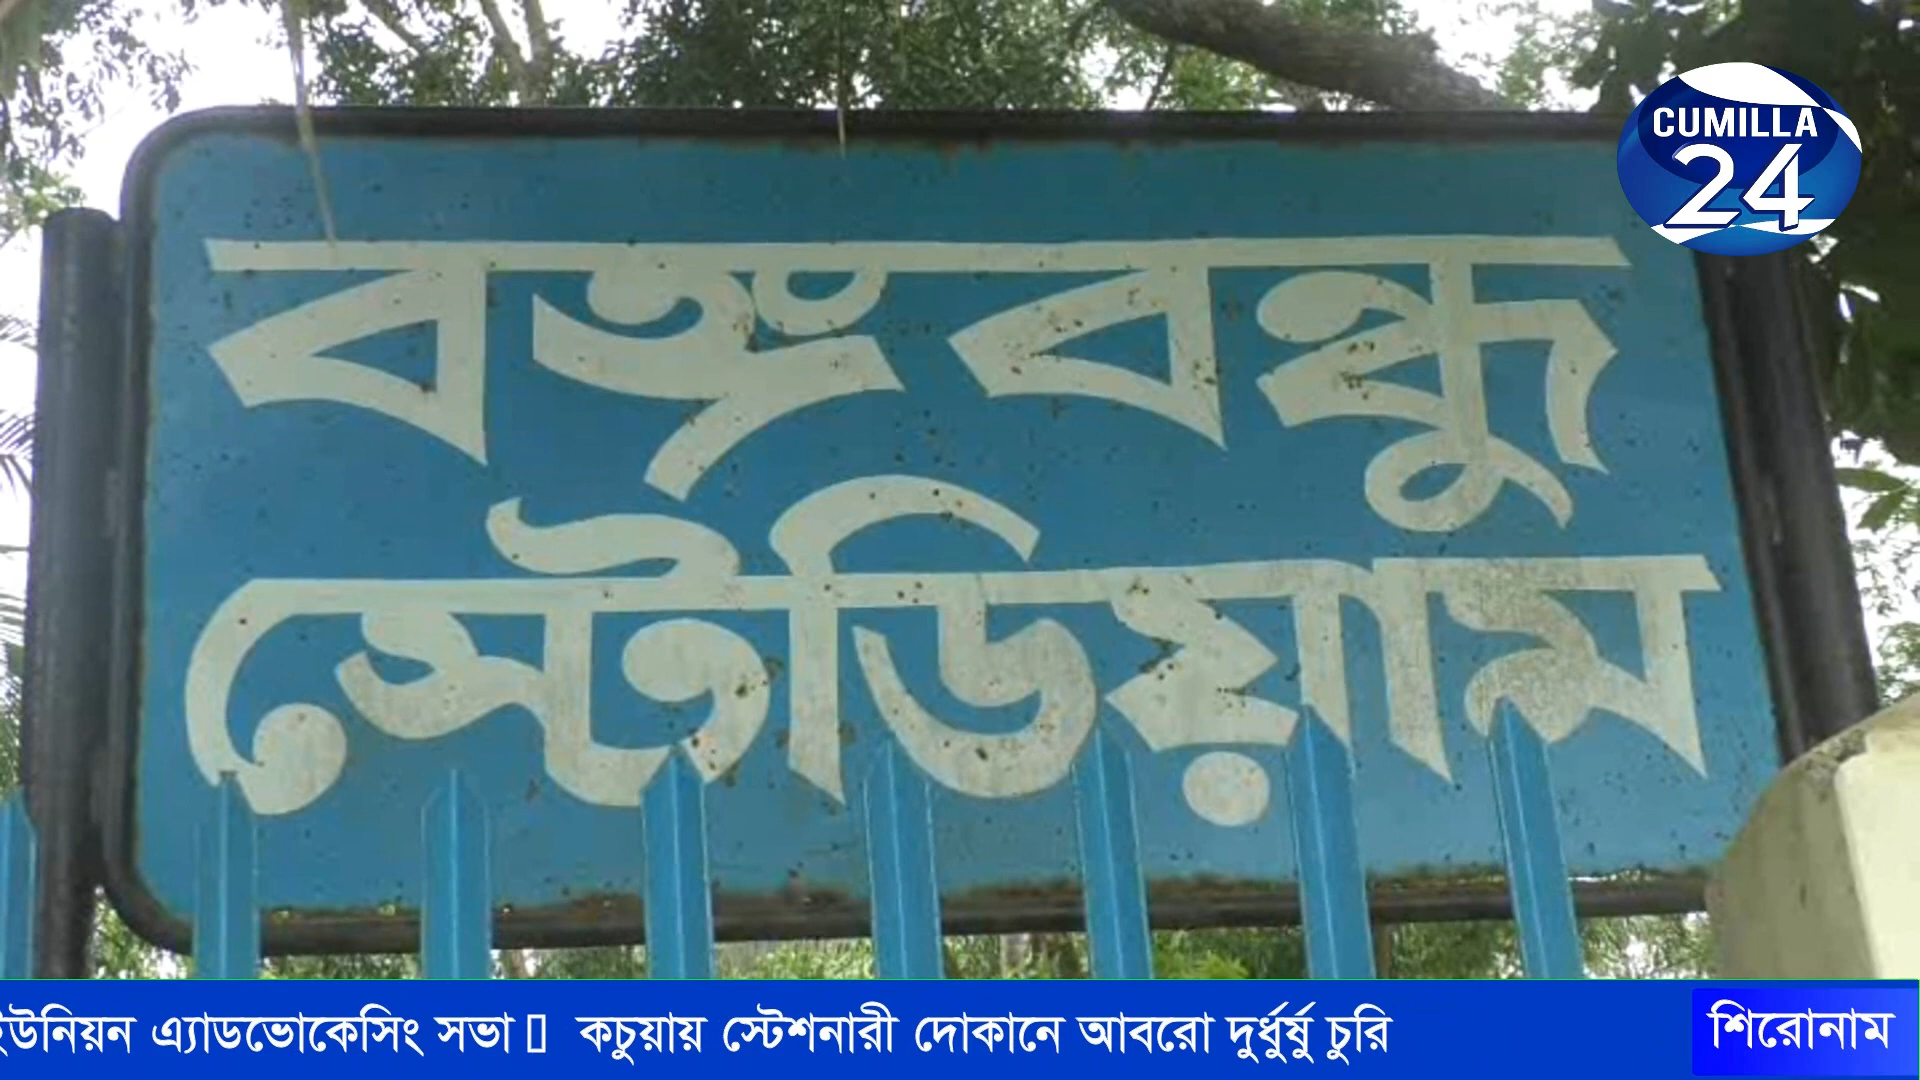 CUMILLA
24
বঙ্গবন্ধু
স্টেডিয়াম
ইউনিয়ন এ্যাডভোকেসিং সভা কচুয়ায় স্টেশনারী দোকানে আবরো দুর্ধুর্ষু চুরি
শিরোনাম